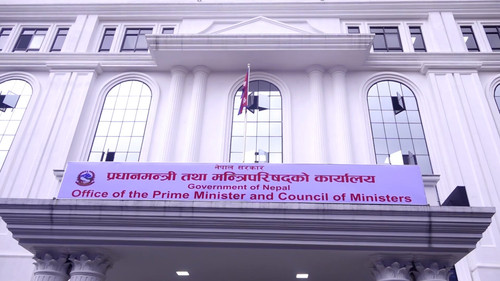 नेपाल सरकार
प्रधानमन्त्री तथा मन्त्रिपरिषद्को कार्यालय
Government of Nepal
Office of the Prime Minister and Council of Ministers